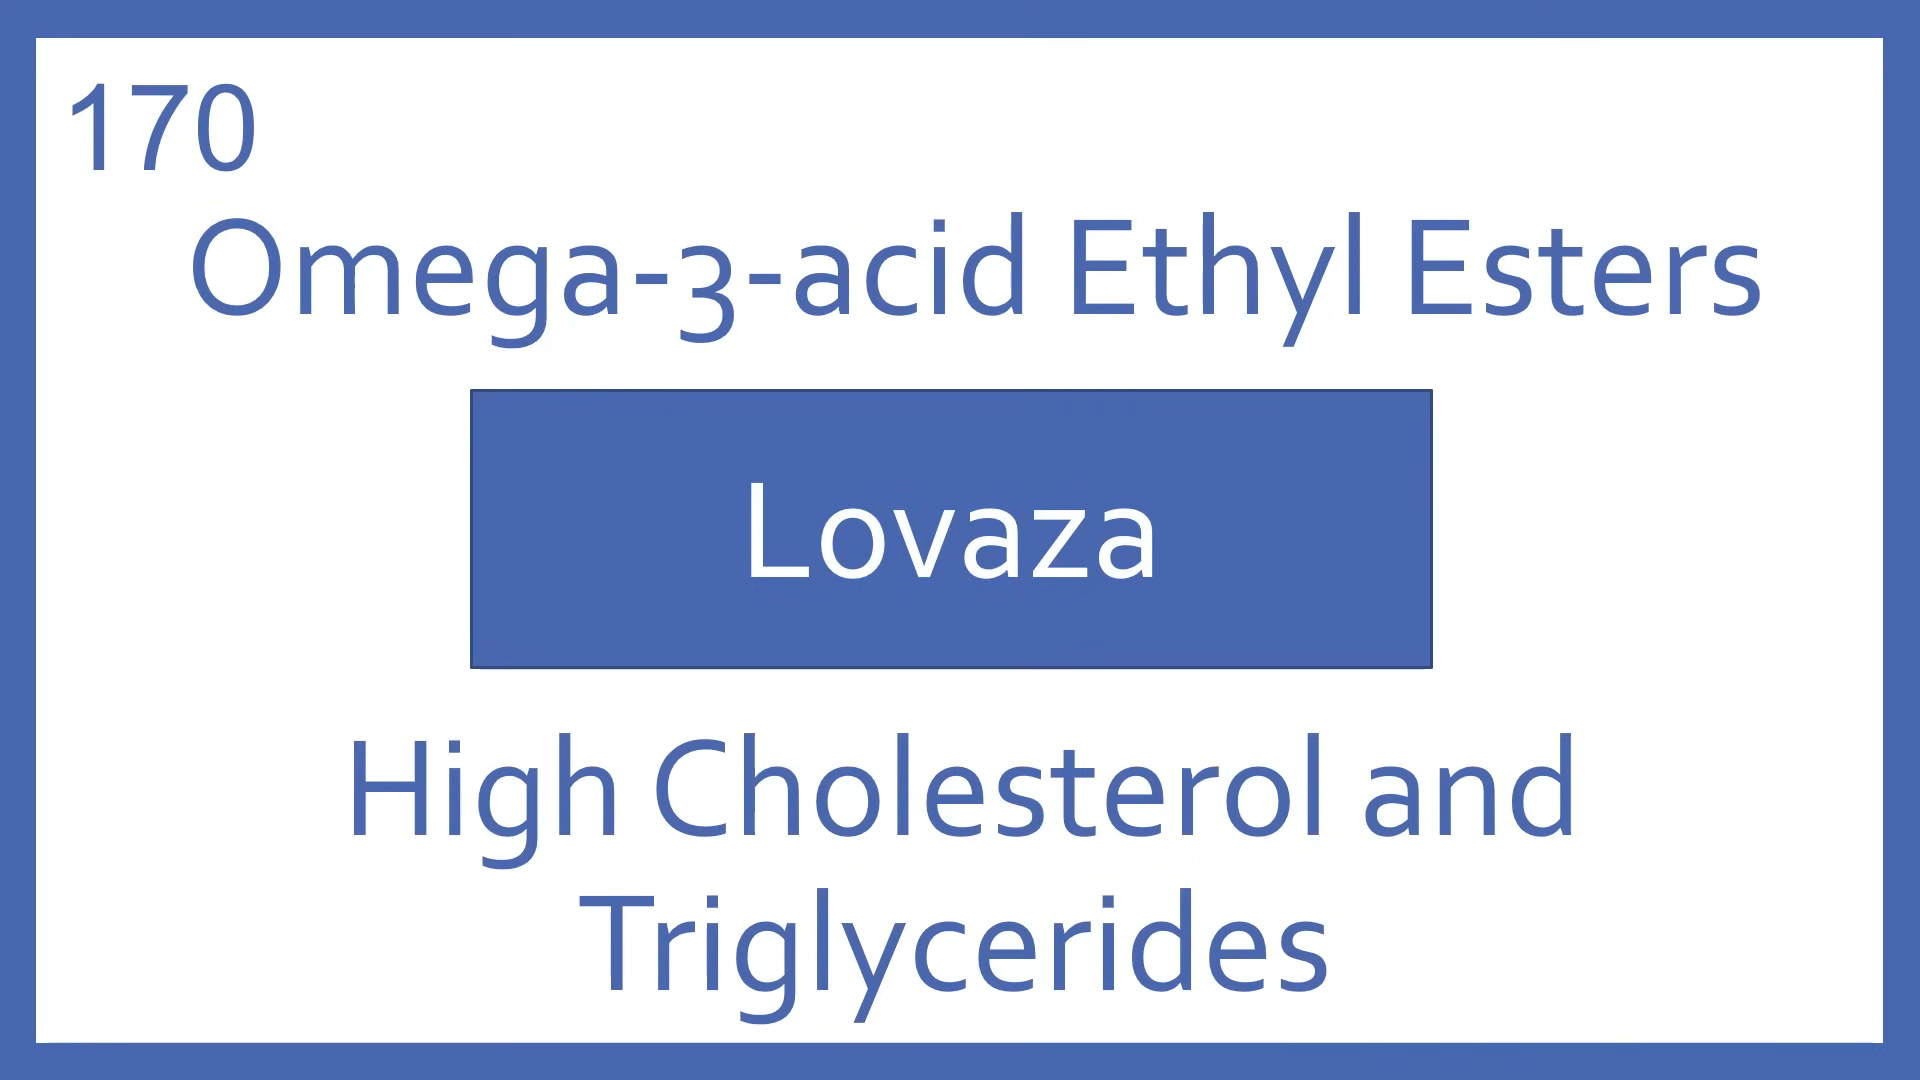 170
Omega-3-acid Ethyl Esters
Lovaza
High Cholesterol and
Triglycerides